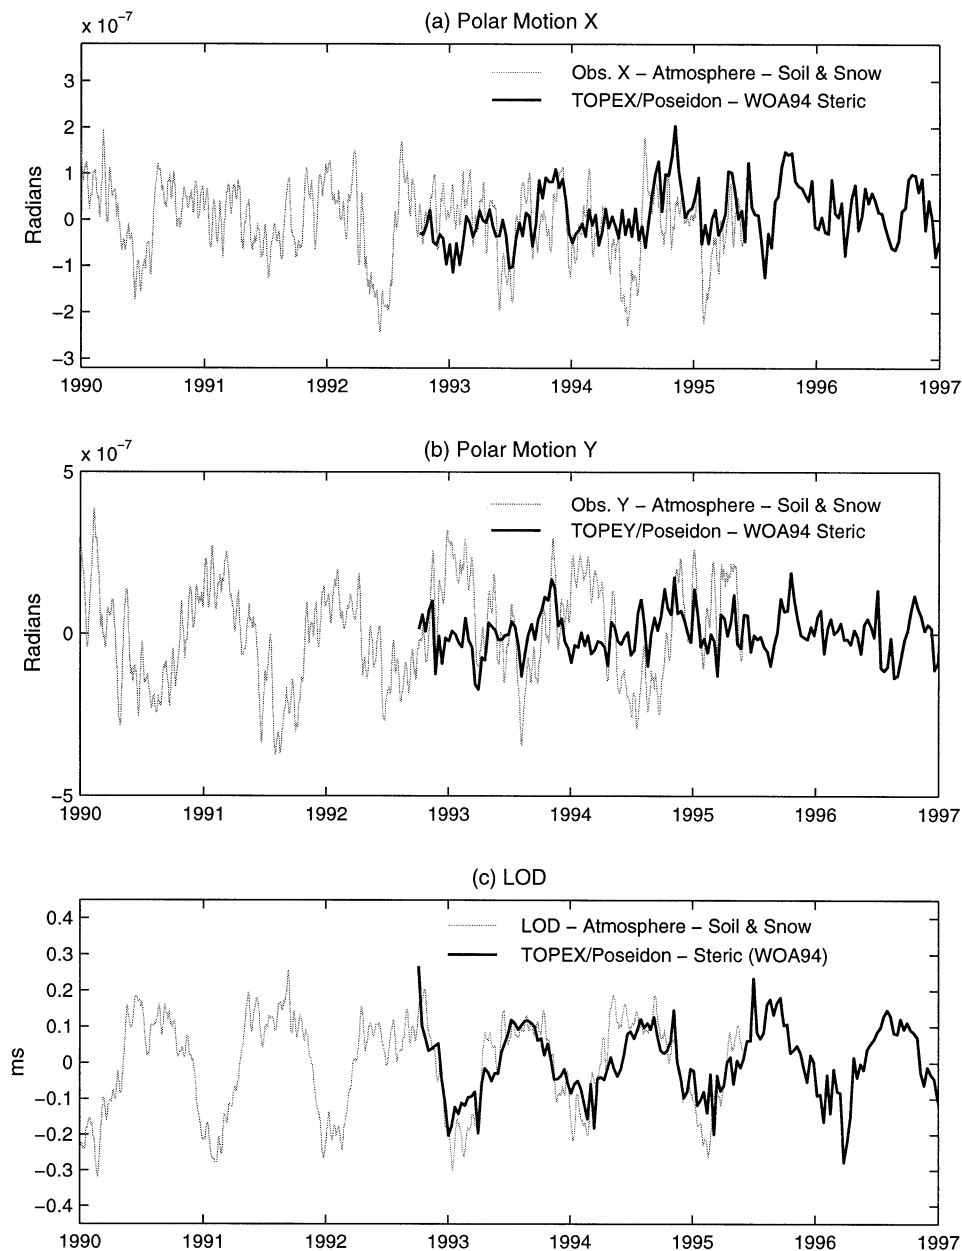 (a) Polar Motion X
x 10⁻⁷
Obs. X – Atmosphere – Soil & Snow
TOPEX/Poseidon – WOA94 Steric
Radians
3
2
1
0
−1
−2
−3
1990 1991 1992 1993 1994 1995 1996 1997
(b) Polar Motion Y
x 10⁻⁷
Obs. Y – Atmosphere – Soil & Snow
TOPEY/Poseidon – WOA94 Steric
Radians
5
0
−5
1990 1991 1992 1993 1994 1995 1996 1997
(c) LOD
LOD – Atmosphere – Soil & Snow
TOPEX/Poseidon – Steric (WOA94)
ms
0.4
0.3
0.2
0.1
0
−0.1
−0.2
−0.3
−0.4
1990 1991 1992 1993 1994 1995 1996 1997